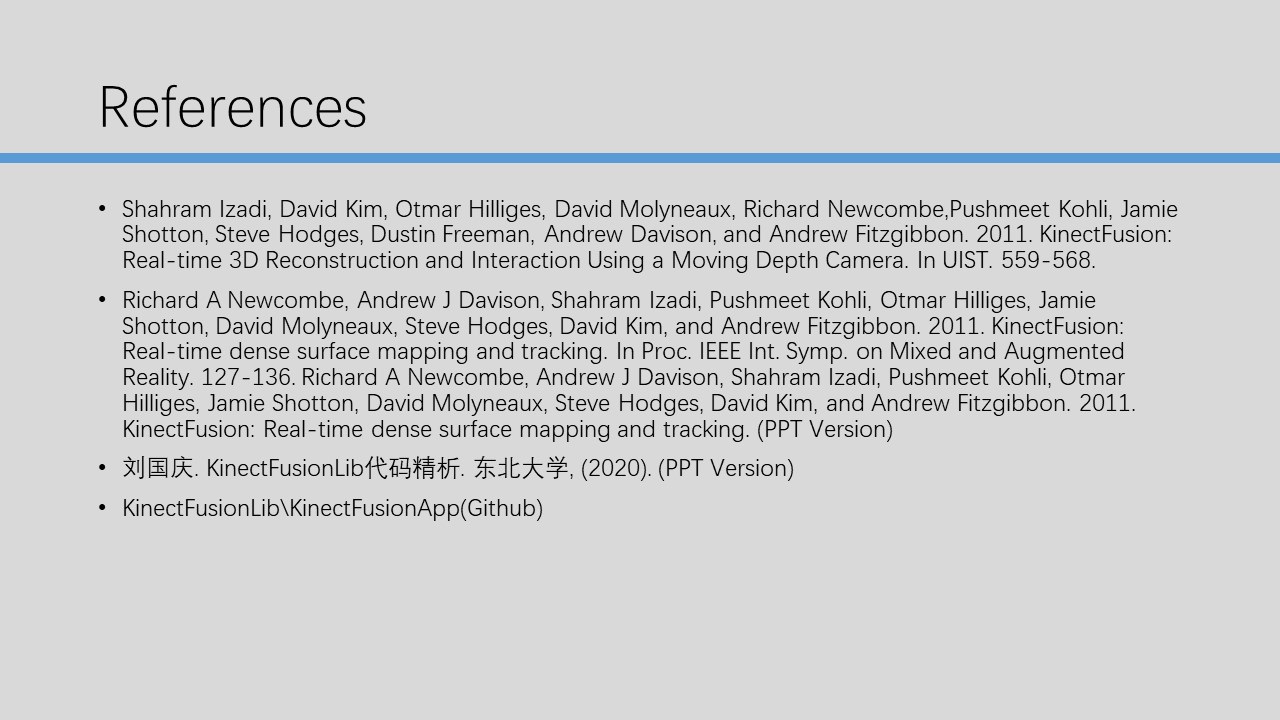 References
• Shahram Izadi, David Kim, Otmar Hilliges, David Molyneaux, Richard Newcombe,Pushmeet Kohli, Jamie
Shotton, Steve Hodges, Dustin Freeman, Andrew Davison, and Andrew Fitzgibbon. 2011. KinectFusion:
Real-time 3D Reconstruction and Interaction Using a Moving Depth Camera. In UIST. 559-568.
• Richard A Newcombe, Andrew J Davison, Shahram Izadi, Pushmeet Kohli, Otmar Hilliges, Jamie
Shotton, David Molyneaux, Steve Hodges, David Kim, and Andrew Fitzgibbon. 2011. KinectFusion:
Real-time dense surface mapping and tracking. In Proc. IEEE Int. Symp. on Mixed and Augmented
Reality. 127-136. Richard A Newcombe, Andrew J Davison, Shahram Izadi, Pushmeet Kohli, Otmar
Hilliges, Jamie Shotton, David Molyneaux, Steve Hodges, David Kim, and Andrew Fitzgibbon. 2011.
KinectFusion: Real-time dense surface mapping and tracking. (PPT Version)
• 刘国庆. KinectFusionLib代码精析. 东北大学, (2020). (PPT Version)
• KinectFusionLib\KinectFusionApp(Github)